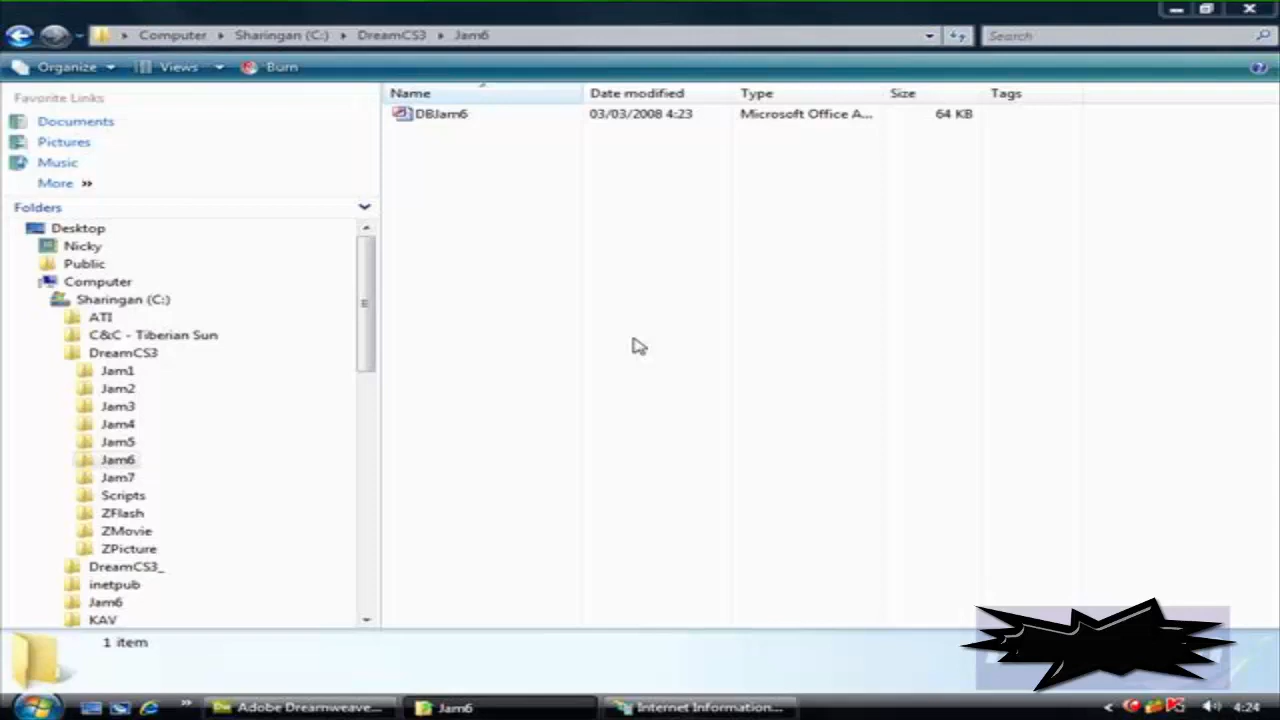 Computer Sharingan (C:) DreamCS3 Jam6 Search
Organize Views Burn
Favorite Links
Documents
Pictures
Music
More »
Folders
Desktop
Nicky
Public
Computer
Sharingan (C:)
ATI
C&C - Tiberian Sun
DreamCS3
Jam1
Jam2
Jam3
Jam4
Jam5
Jam6
Jam7
Scripts
ZFlash
ZMovie
ZPicture
DreamCS3_
inetpub
Jam6
KAV
Name Date modified Type Size Tags
DBJam6 03/03/2008 4:23 Microsoft Office A... 64 KB
1 item
Adobe Dreamweave... Jam6 Internet Information... 4:24